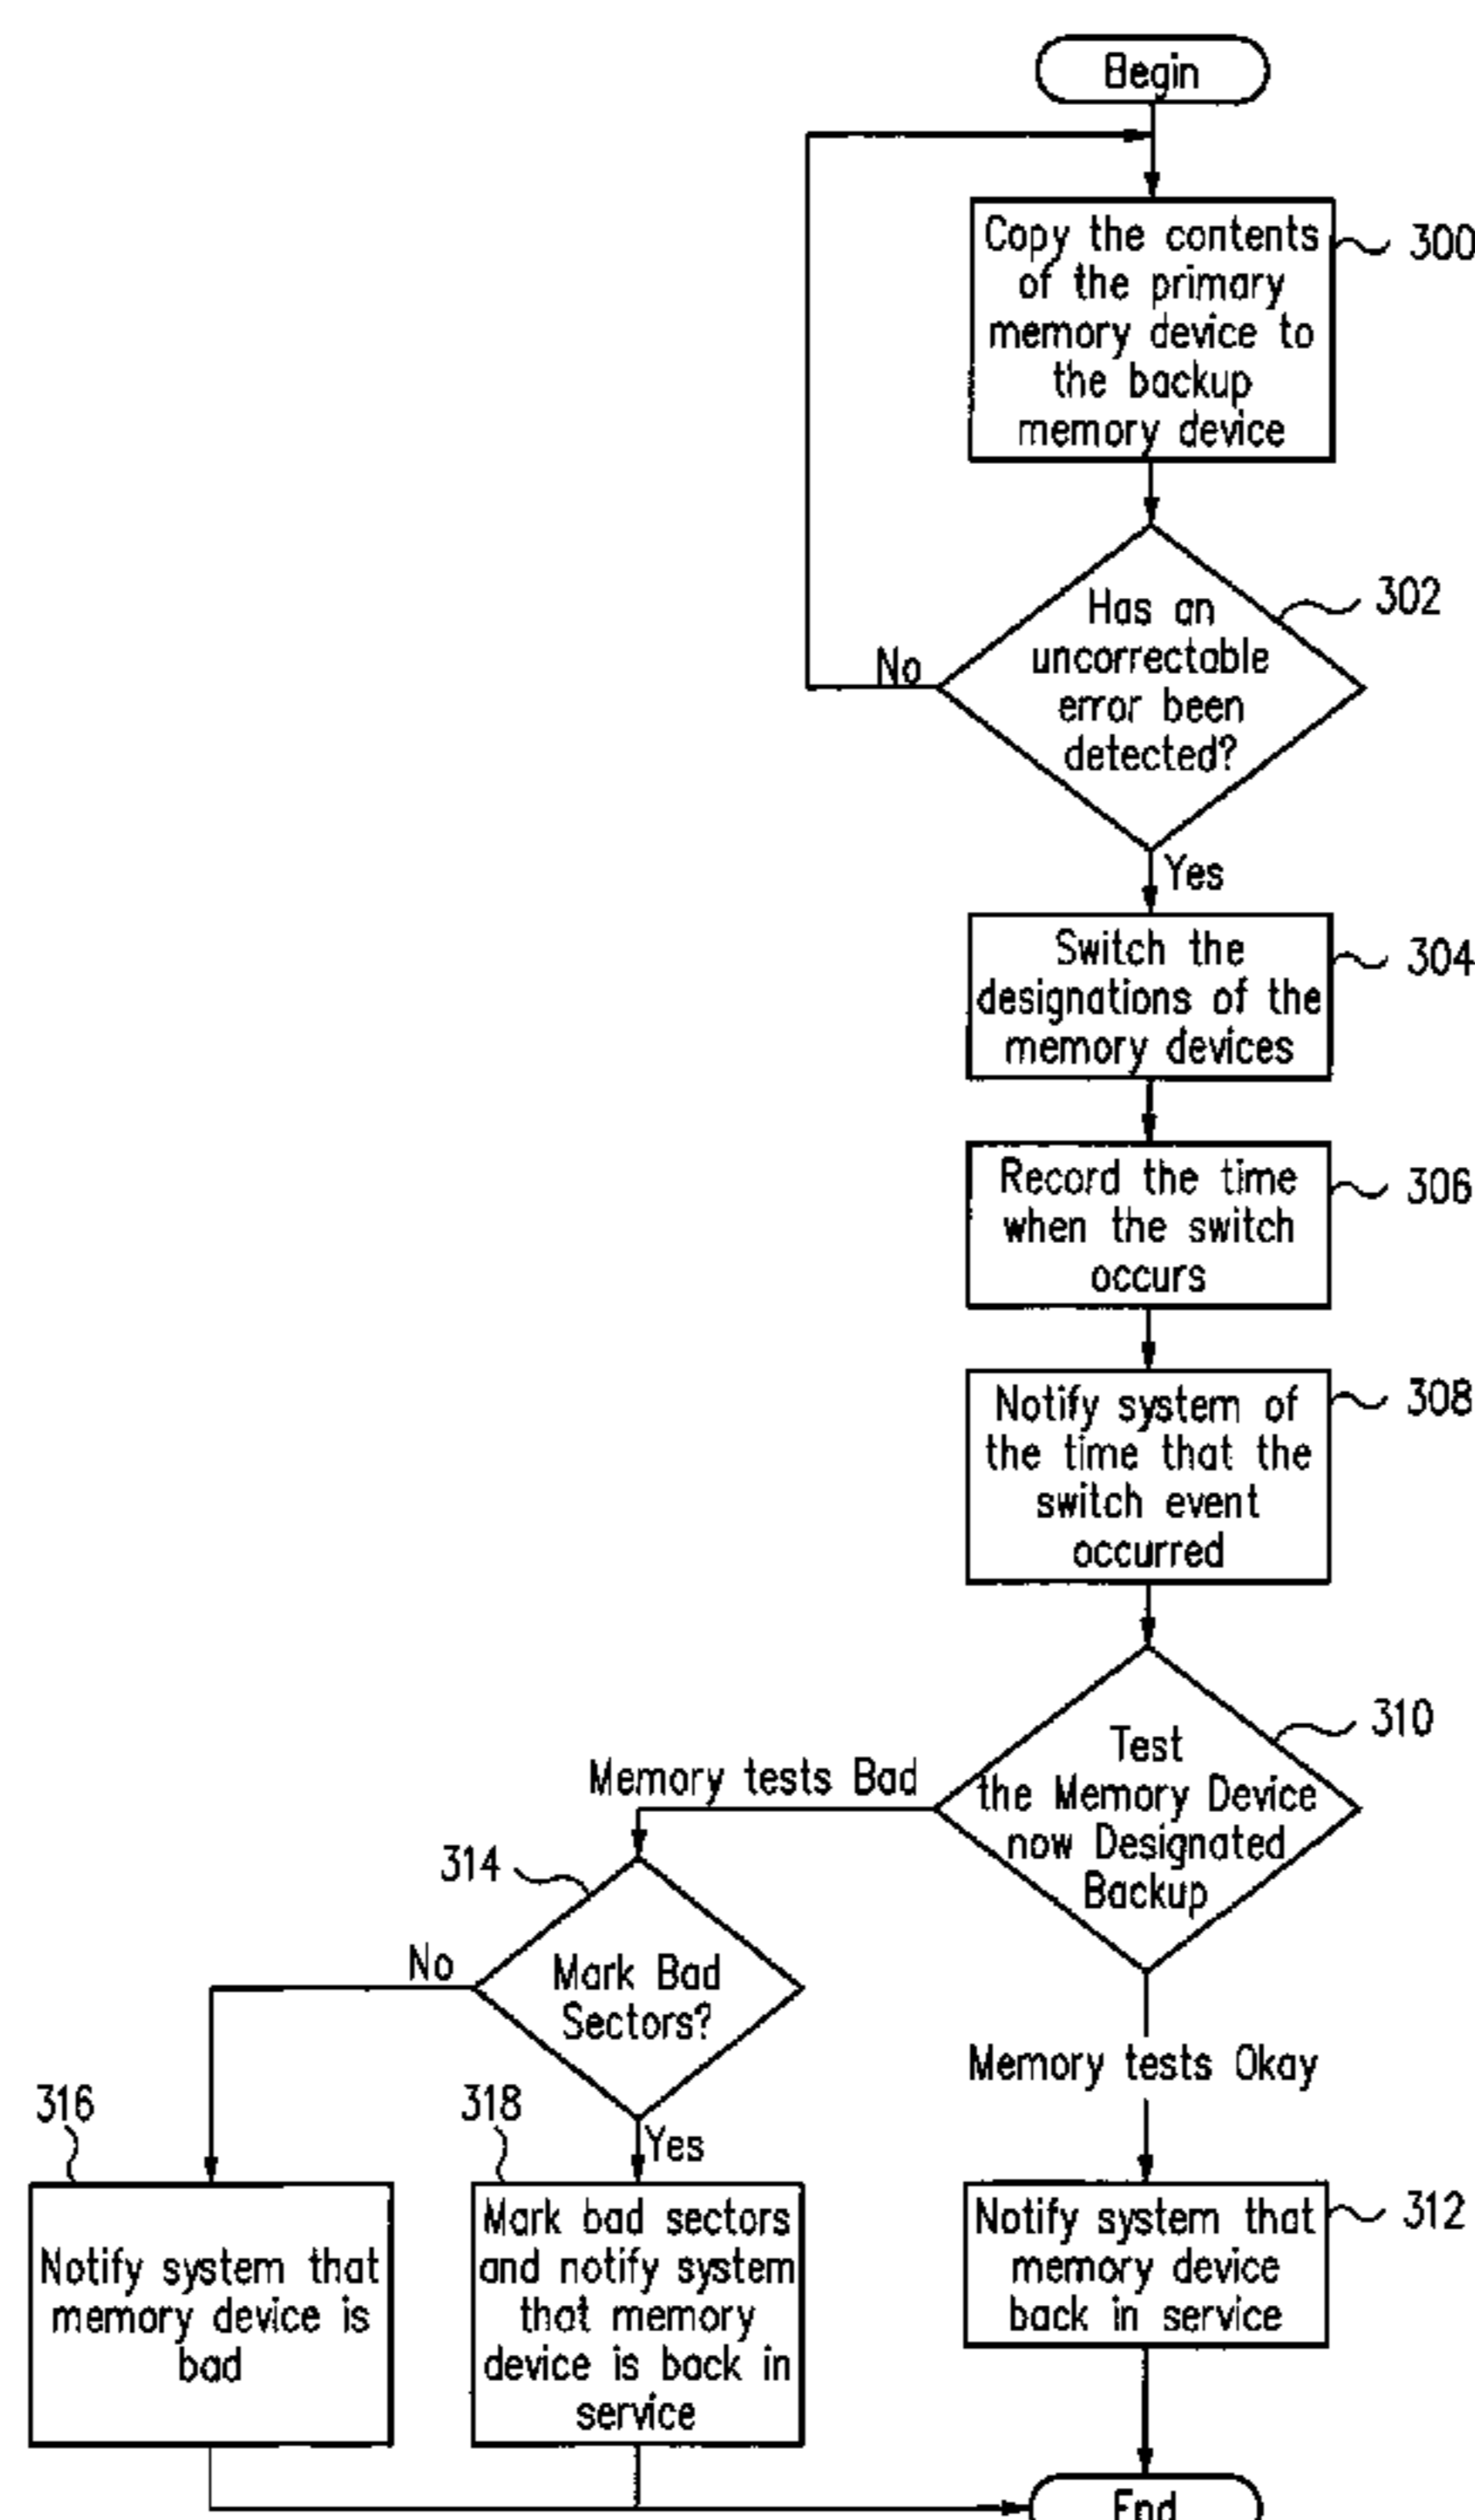 Begin
Copy the contents
of the primary
memory device to
the backup
memory device
300
Has an
uncorrectable
error been
detected?
302
No
Yes
Switch the
designations of the
memory devices
304
Record the time
when the switch
occurs
306
Notify system of
the time that the
switch event
occurred
308
Test
the Memory Device
now Designated
Backup
310
Memory tests Bad
314
Mark Bad
Sectors?
No
Yes
Memory tests Okay
316
Notify system that
memory device is
bad
318
Mark bad sectors
and notify system
that memory
device is back in
service
Notify system that
memory device
back in service
312
End